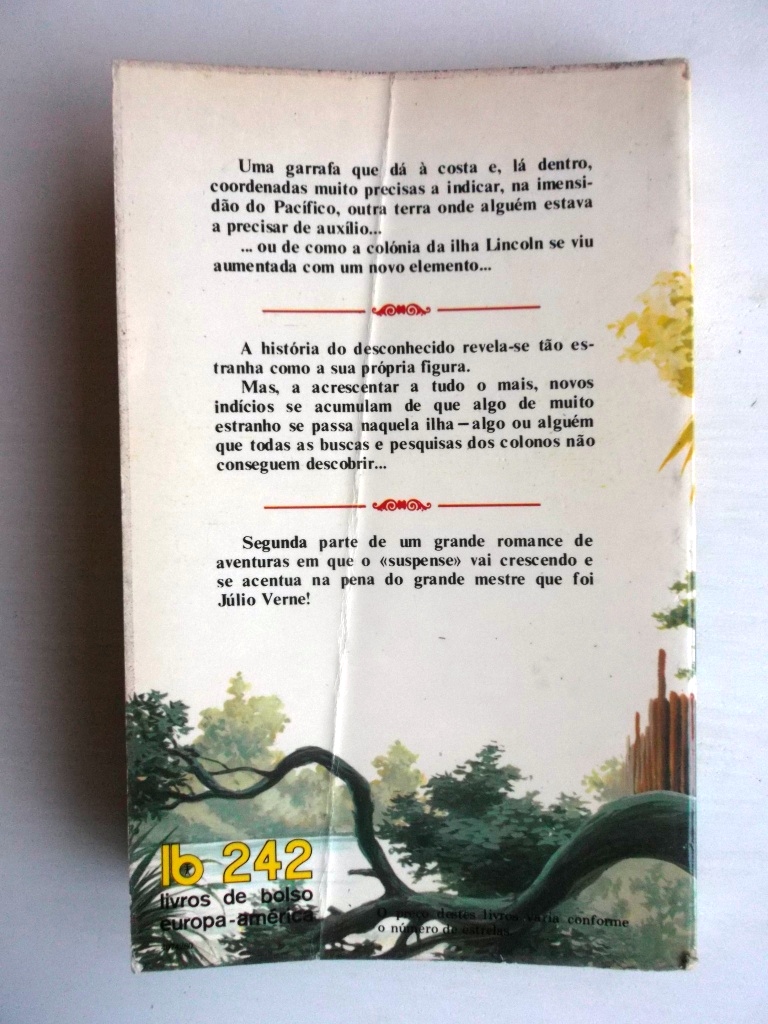 Uma garrafa que dá à costa e, lá dentro,
coordenadas muito precisas a indicar, na imensi-
dão do Pacífico, outra terra onde alguém estava
a precisar de auxílio...
... ou de como a colónia da ilha Lincoln se viu
aumentada com um novo elemento...
A história do desconhecido revela-se tão es-
tranha como a sua própria figura.
Mas, a acrescentar a tudo o mais, novos
indícios se acumulam de que algo de muito
estranho se passa naquela ilha — algo ou alguém
que todas as buscas e pesquisas dos colonos não
conseguem descobrir...
Segunda parte de um grande romance de
aventuras em que o «suspense» vai crescendo e
se acentua na pena do grande mestre que foi
Júlio Verne!
lb 242
livros de bolso
europa-américa
O preço destes livros varia conforme
o número de estrelas.